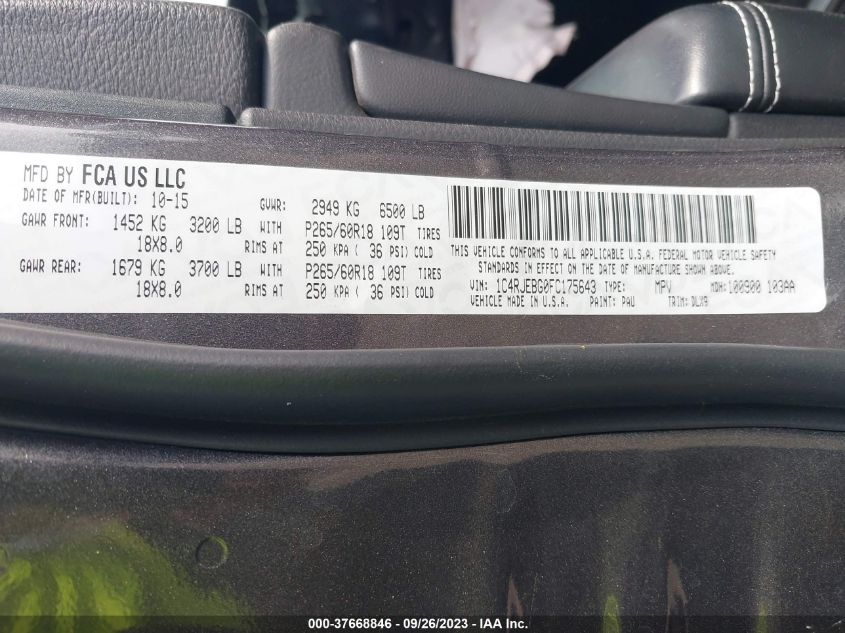 MFD BY FCA US LLC
DATE OF MFR(BUILT): 10-15 GVWR: 2949 KG 6500 LB
GAWR FRONT: 1452 KG 3200 LB WITH P265/60R18 109T TIRES
18X8.0 RIMS AT 250 KPA ( 36 PSI) COLD
GAWR REAR: 1679 KG 3700 LB WITH P265/60R18 109T TIRES
18X8.0 RIMS AT 250 KPA ( 36 PSI) COLD
THIS VEHICLE CONFORMS TO ALL APPLICABLE U.S.A. FEDERAL MOTOR VEHICLE SAFETY
STANDARDS IN EFFECT ON THE DATE OF MANUFACTURE SHOWN ABOVE.
VIN: 1C4RJEBG0FC175643 TYPE: MPV MDH: 100900 103AA
VEHICLE MADE IN U.S.A. PAINT: PAU TRIM: DLX9
000-37668846 - 09/26/2023 - IAA Inc.